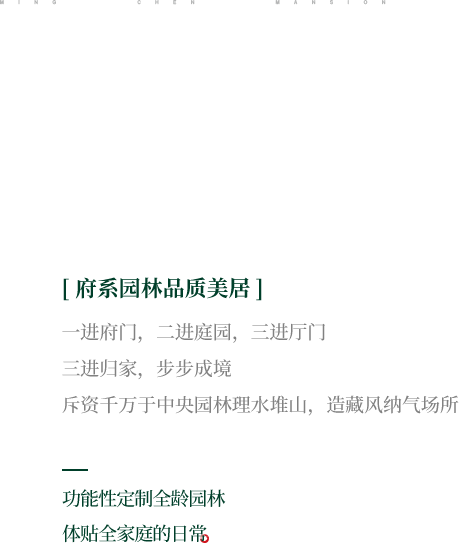 MING CHEN MANSION
[ 府系园林品质美居 ]
一进府门，二进庭园，三进厅门
三进归家，步步成境
斥资千万于中央园林理水堆山，造藏风纳气场所
功能性定制全龄园林
体贴全家庭的日常